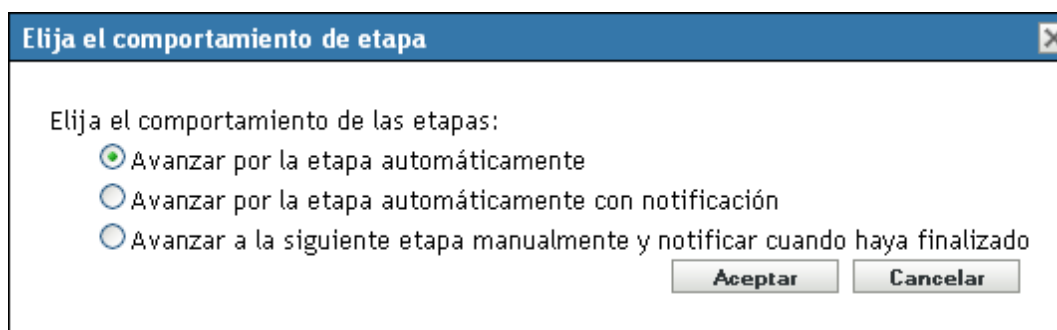 Elija el comportamiento de etapa
Elija el comportamiento de las etapas:
Avanzar por la etapa automáticamente
Avanzar por la etapa automáticamente con notificación
Avanzar a la siguiente etapa manualmente y notificar cuando haya finalizado
Aceptar Cancelar